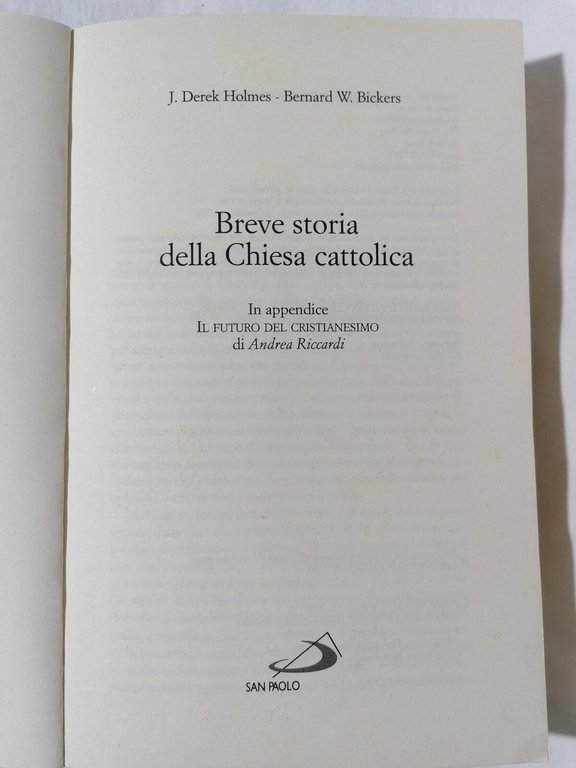 J. Derek Holmes - Bernard W. Bickers
Breve storia
della Chiesa cattolica
In appendice
IL FUTURO DEL CRISTIANESIMO
di Andrea Riccardi
SAN PAOLO